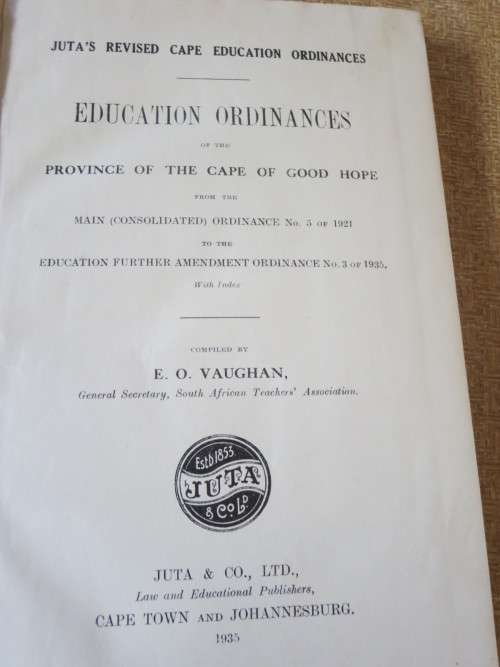 JUTA'S REVISED CAPE EDUCATION ORDINANCES
EDUCATION ORDINANCES
OF THE
PROVINCE OF THE CAPE OF GOOD HOPE
FROM THE
MAIN (CONSOLIDATED) ORDINANCE No. 5 OF 1921
TO THE
EDUCATION FURTHER AMENDMENT ORDINANCE No. 3 OF 1935,
With Index
COMPILED BY
E. O. VAUGHAN,
General Secretary, South African Teachers' Association.
Estb 1853
JUTA
& Co LD
JUTA & CO., LTD.,
Law and Educational Publishers,
CAPE TOWN AND JOHANNESBURG.
1935